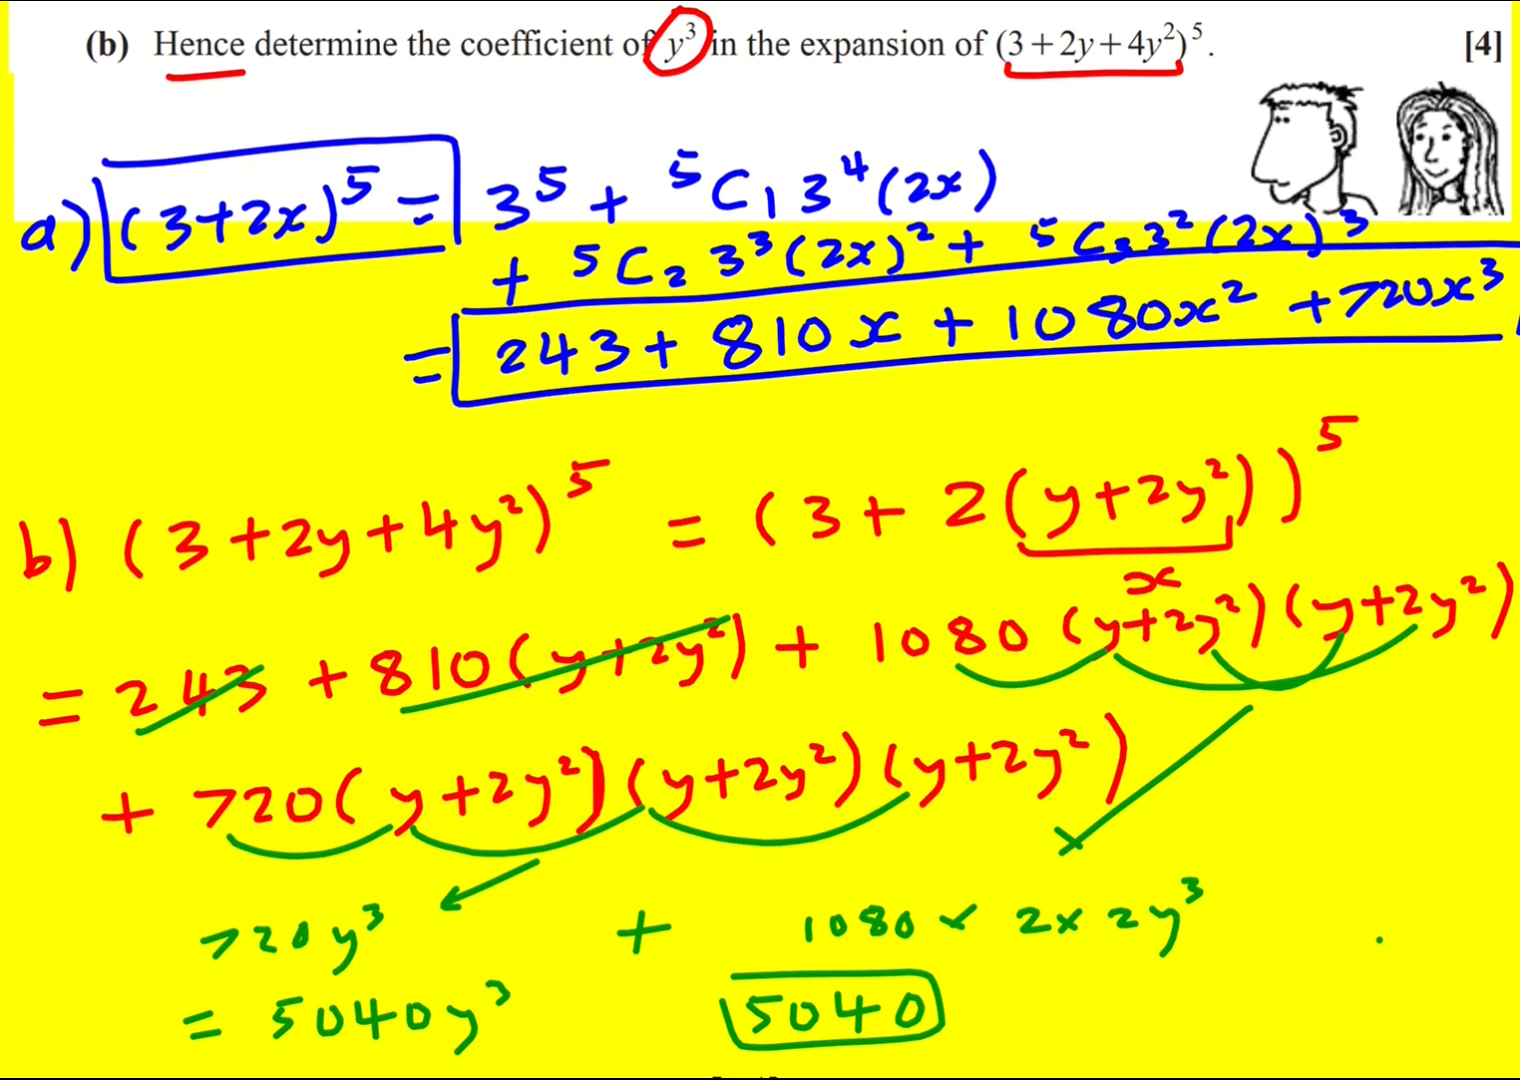 (b) Hence determine the coefficient of y³ in the expansion of (3 + 2y + 4y²)⁵. [4]
a) (3+2x)⁵ = 3⁵ + ⁵C₁ 3⁴(2x)
+ ⁵C₂ 3³(2x)² + ⁵C₃ 3²(2x)³
= 243 + 810x + 1080x² + 720x³
b) (3+2y+4y²)⁵ = (3 + 2(y+2y²))⁵
x
= 243 + 810(y+2y²) + 1080(y+2y²)(y+2y²)
+ 720(y+2y²)(y+2y²)(y+2y²)
720y³ + 1080 × 2 × 2y³
= 5040y³ 5040